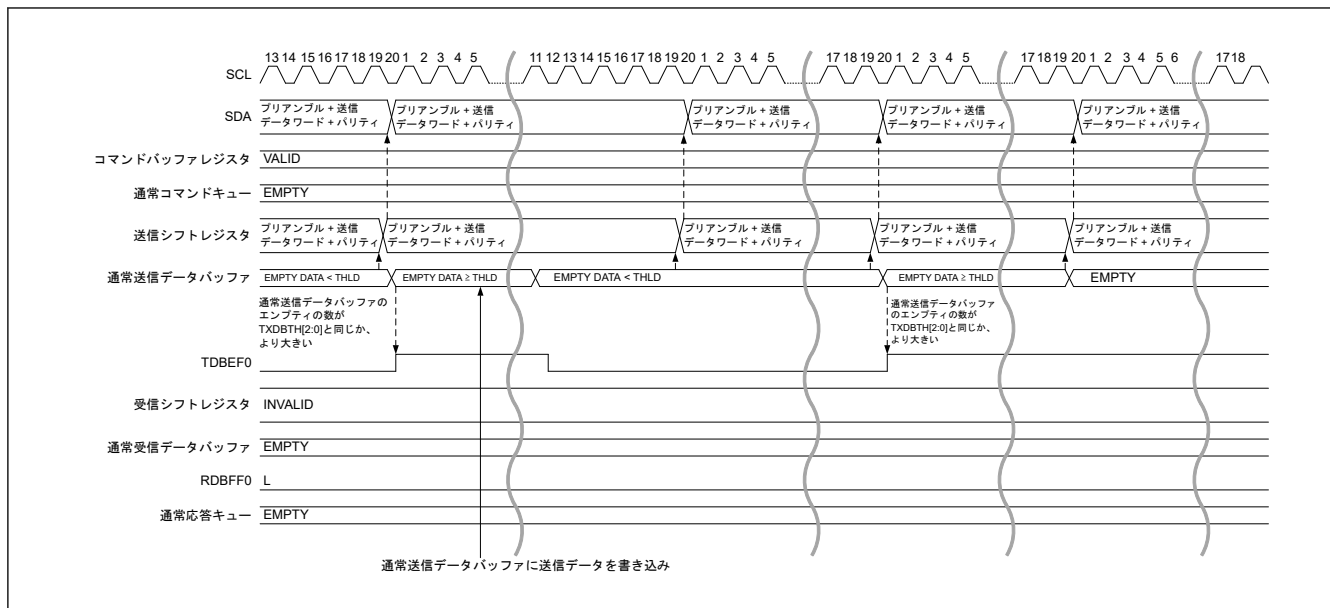 13 14 15 16 17 18 19 20 1 2 3 4 5 11 12 13 14 15 16 17 18 19 20 1 2 3 4 5 17 18 19 20 1 2 3 4 5 17 18 19 20 1 2 3 4 5 6 17 18
SCL
SDA
プリアンブル + 送信
データワード + パリティ
プリアンブル + 送信
データワード + パリティ
プリアンブル + 送信
データワード + パリティ
プリアンブル + 送信
データワード + パリティ
プリアンブル + 送信
データワード + パリティ
コマンドバッファレジスタ VALID
通常コマンドキュー EMPTY
送信シフトレジスタ
プリアンブル + 送信
データワード + パリティ
プリアンブル + 送信
データワード + パリティ
プリアンブル + 送信
データワード + パリティ
プリアンブル + 送信
データワード + パリティ
プリアンブル + 送信
データワード + パリティ
通常送信データバッファ EMPTY DATA < THLD EMPTY DATA ≥ THLD EMPTY DATA < THLD EMPTY DATA ≥ THLD EMPTY
通常送信データバッファの
エンプティの数が
TXDBTH[2:0]と同じか、
より大きい
通常送信データバッファ
のエンプティの数が
TXDBTH[2:0]と同じか、
より大きい
TDBEF0
受信シフトレジスタ INVALID
通常受信データバッファ EMPTY
RDBFF0 L
通常応答キュー EMPTY
通常送信データバッファに送信データを書き込み